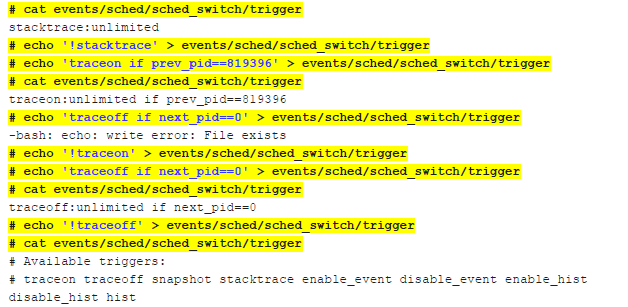 # cat events/sched/sched_switch/trigger
stacktrace:unlimited
# echo '!stacktrace' > events/sched/sched_switch/trigger
# echo 'traceon if prev_pid==819396' > events/sched/sched_switch/trigger
# cat events/sched/sched_switch/trigger
traceon:unlimited if prev_pid==819396
# echo 'traceoff if next_pid==0' > events/sched/sched_switch/trigger
-bash: echo: write error: File exists
# echo '!traceon' > events/sched/sched_switch/trigger
# echo 'traceoff if next_pid==0' > events/sched/sched_switch/trigger
# cat events/sched/sched_switch/trigger
traceoff:unlimited if next_pid==0
# echo '!traceoff' > events/sched/sched_switch/trigger
# cat events/sched/sched_switch/trigger
# Available triggers:
# traceon traceoff snapshot stacktrace enable_event disable_event enable_hist
disable_hist hist